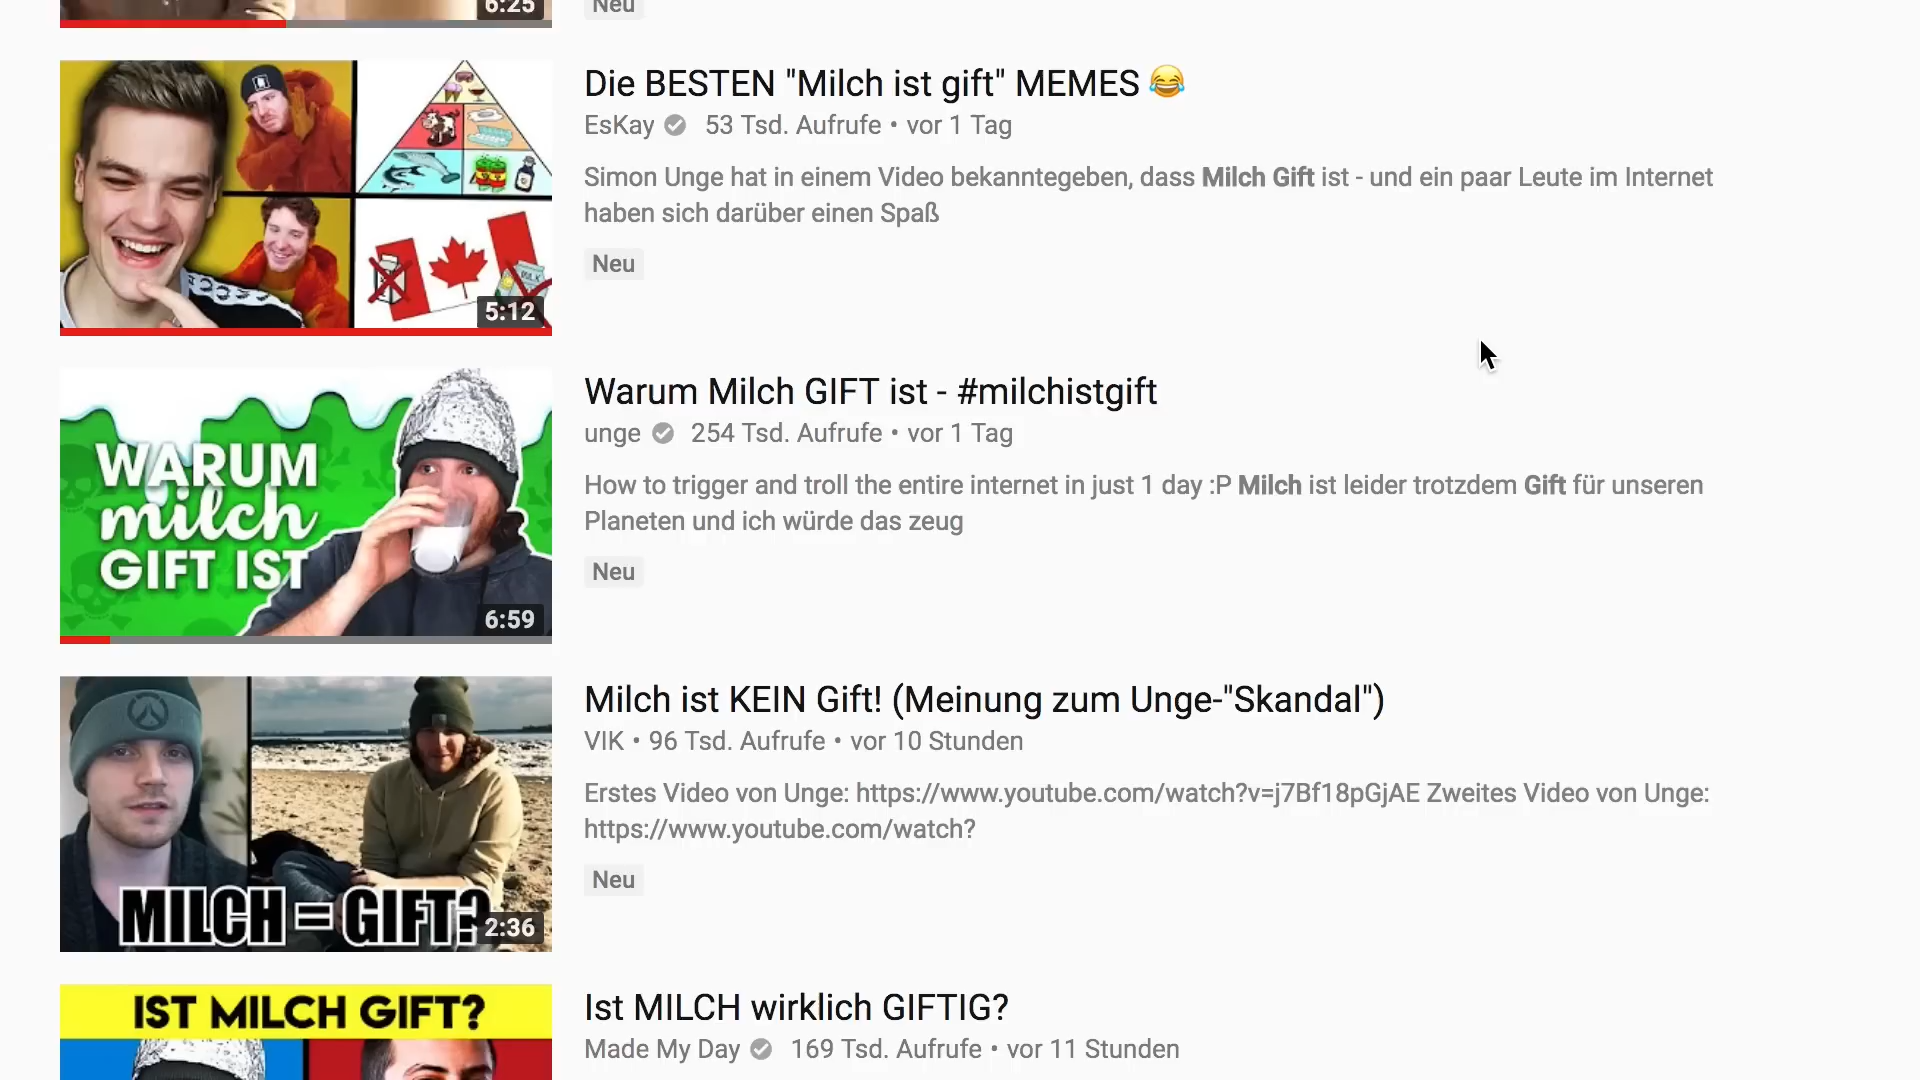 6:25
Neu
Die BESTEN "Milch ist gift" MEMES 😂
EsKay 53 Tsd. Aufrufe • vor 1 Tag
Simon Unge hat in einem Video bekanntegeben, dass Milch Gift ist - und ein paar Leute im Internet
haben sich darüber einen Spaß
Neu
5:12
Warum Milch GIFT ist - #milchistgift
unge 254 Tsd. Aufrufe • vor 1 Tag
How to trigger and troll the entire internet in just 1 day :P Milch ist leider trotzdem Gift für unseren
Planeten und ich würde das zeug
Neu
WARUM
milch
GIFT IST
6:59
Milch ist KEIN Gift! (Meinung zum Unge-"Skandal")
VIK • 96 Tsd. Aufrufe • vor 10 Stunden
Erstes Video von Unge: https://www.youtube.com/watch?v=j7Bf18pGjAE Zweites Video von Unge:
https://www.youtube.com/watch?
Neu
MILCH = GIFT?
2:36
IST MILCH GIFT?
Ist MILCH wirklich GIFTIG?
Made My Day 169 Tsd. Aufrufe • vor 11 Stunden